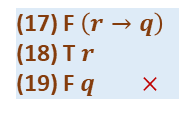 (17) F (r → q)
(18) T r
(19) F q ×